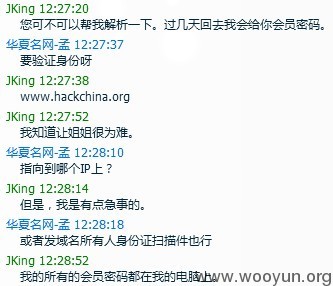 JKing 12:27:20
您可不可以帮我解析一下。过几天回去我会给你会员密码。
华夏名网-孟 12:27:37
要验证身份呀
JKing 12:27:38
www.hackchina.org
JKing 12:27:52
我知道让姐姐很为难。
华夏名网-孟 12:28:10
指向到哪个IP上？
JKing 12:28:14
但是，我是有点急事的。
华夏名网-孟 12:28:18
或者发域名所有人身份证扫描件也行
JKing 12:28:52
我的所有的会员密码都在我的电脑上。
www.wooyun.org